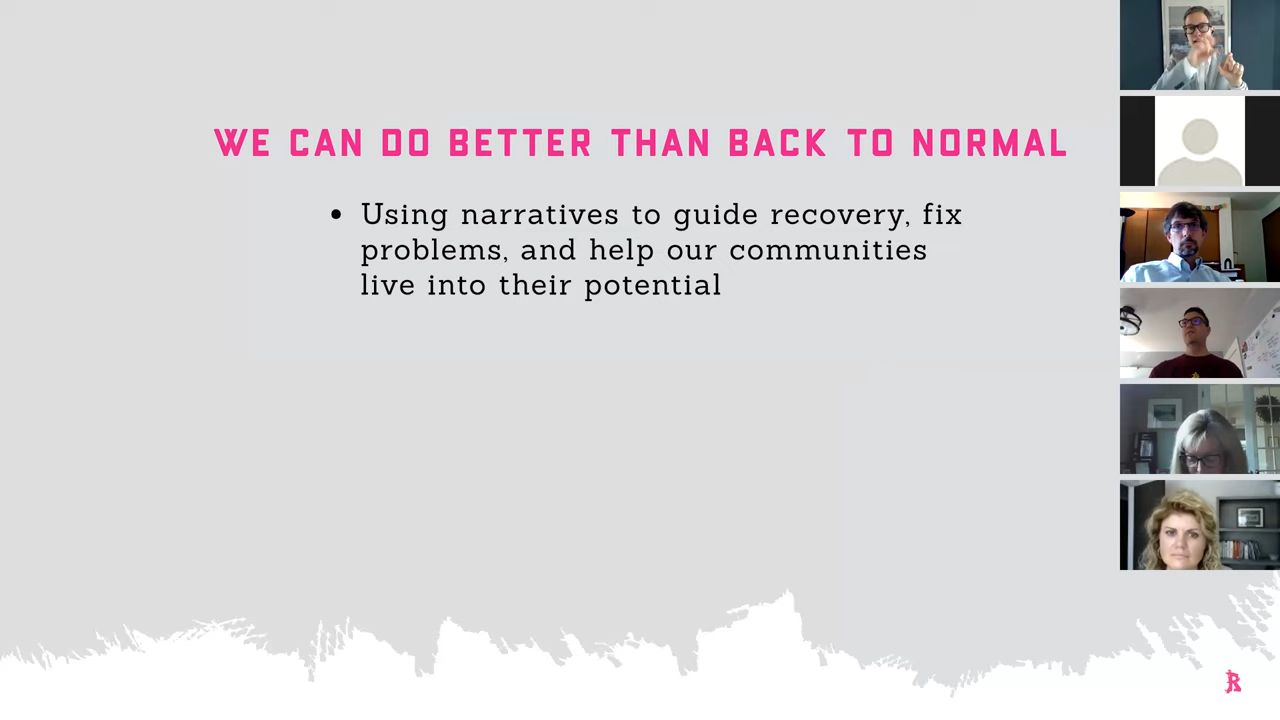 WE CAN DO BETTER THAN BACK TO NORMAL
• Using narratives to guide recovery, fix
problems, and help our communities
live into their potential
R